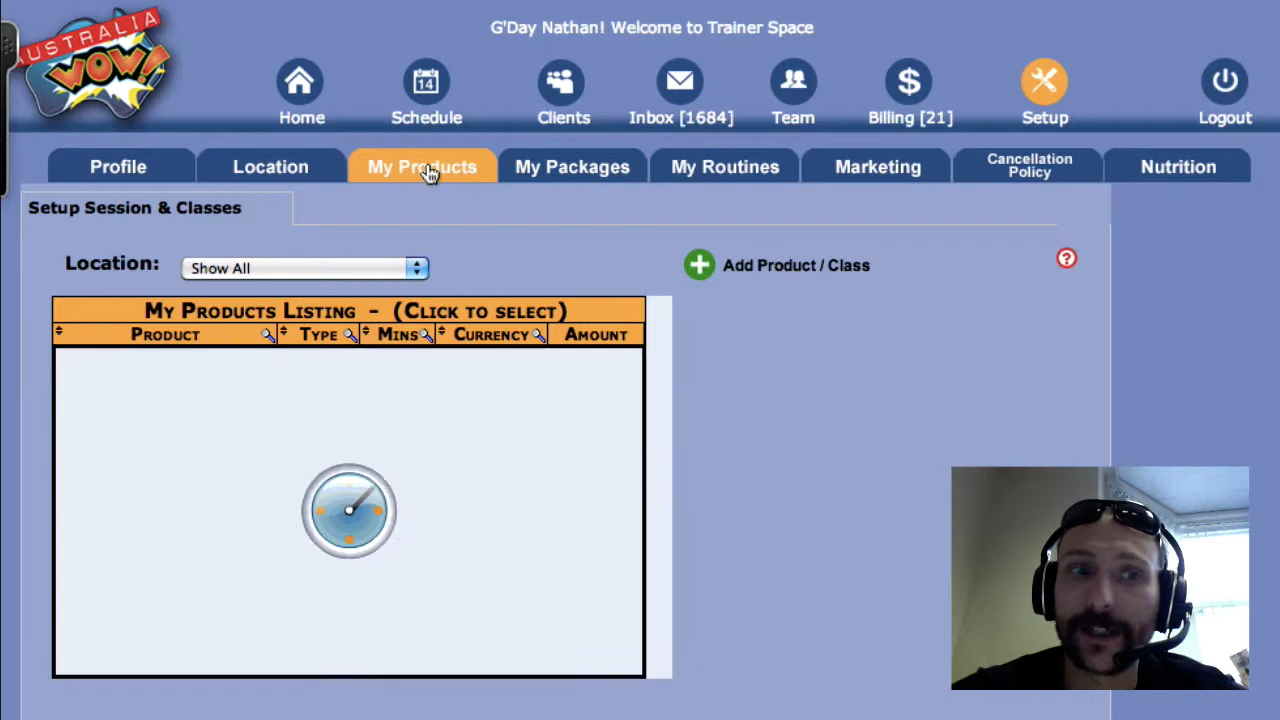 G'Day Nathan! Welcome to Trainer Space
AUSTRALIA
WOW!
14
$
Home
Schedule
Clients
Inbox [1684]
Team
Billing [21]
Setup
Logout
Profile
Location
My Products
My Packages
My Routines
Marketing
Cancellation
Policy
Nutrition
Setup Session & Classes
Location:
Show All
Add Product / Class
?
My Products Listing - (Click to select)
Product
Type
Mins
Currency
Amount